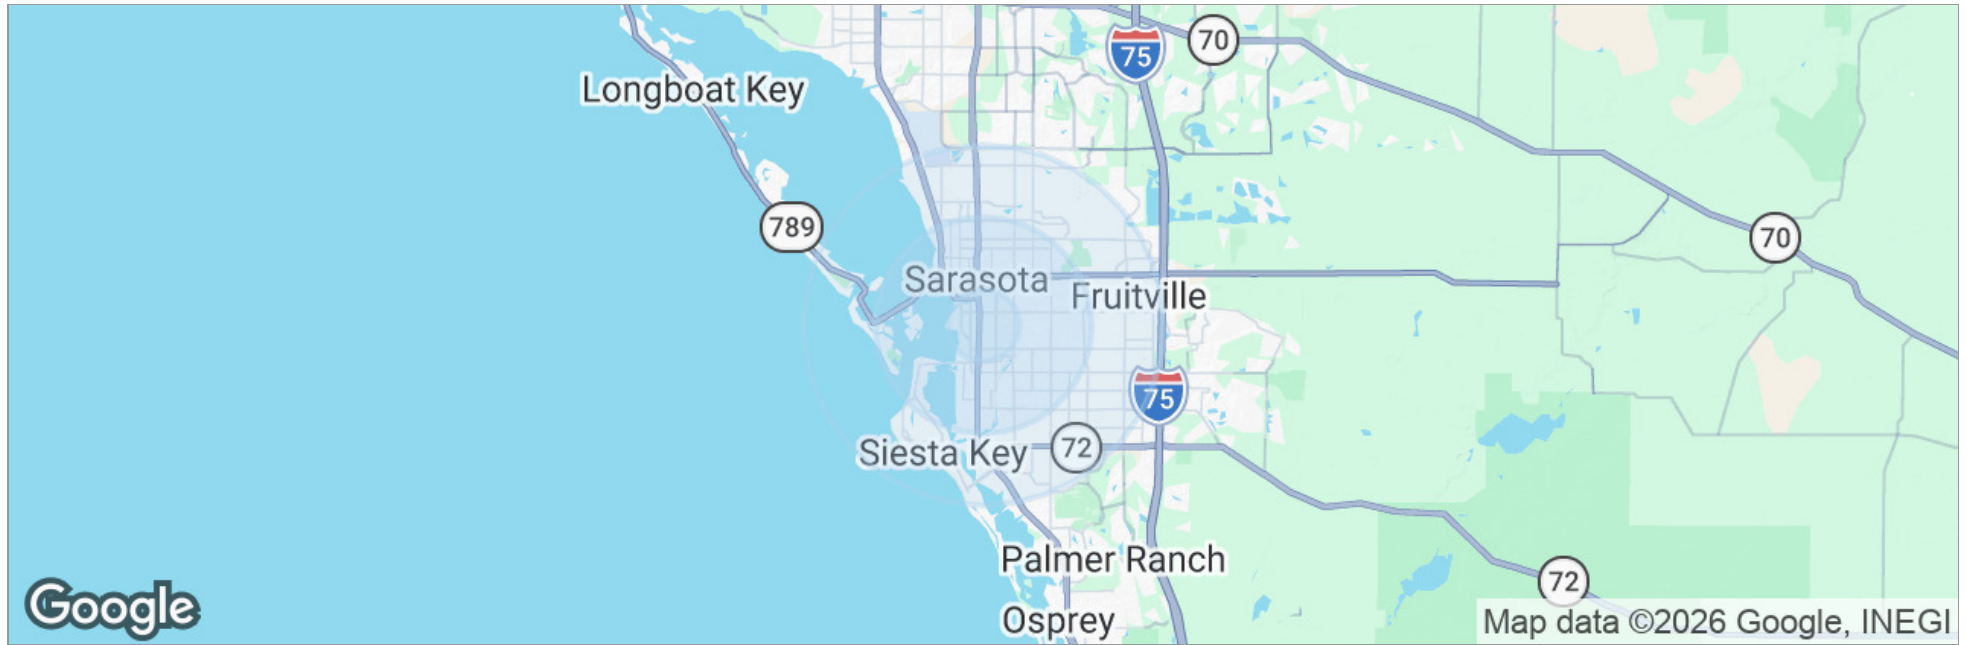 75
70
Longboat Key
789
70
Sarasota
Fruitville
75
Siesta Key
72
Palmer Ranch
72
Osprey
Google
Map data ©2026 Google, INEGI